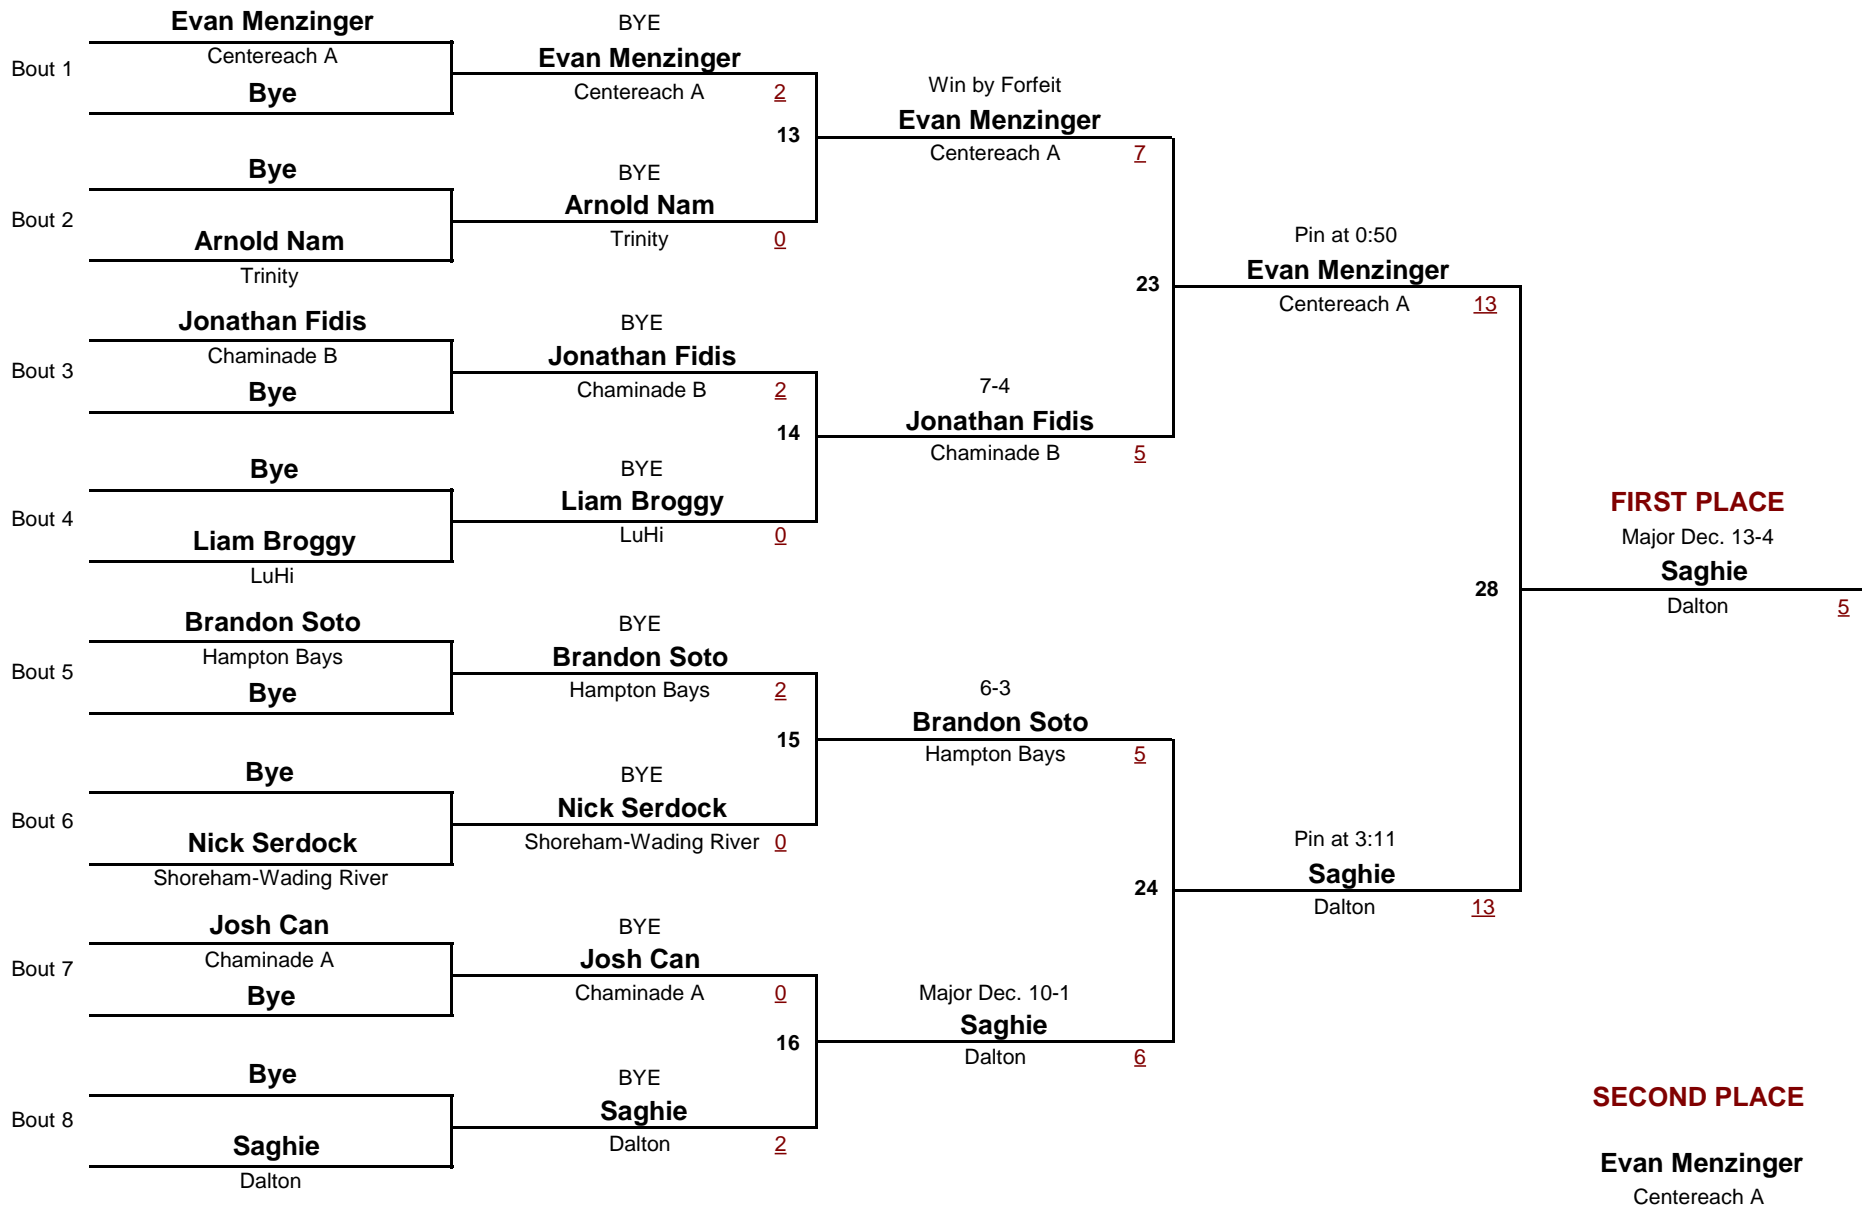 Evan Menzinger
Centereach A
Bout 1
Bye
Bye
Bout 2
Arnold Nam
Trinity
Jonathan Fidis
Chaminade B
Bout 3
Bye
Bye
Bout 4
Liam Broggy
LuHi
Brandon Soto
Hampton Bays
Bout 5
Bye
Bye
Bout 6
Nick Serdock
Shoreham-Wading River
Josh Can
Chaminade A
Bout 7
Bye
Bye
Bout 8
Saghie
Dalton
BYE
Evan Menzinger
Centereach A 2
13
BYE
Arnold Nam
Trinity 0
BYE
Jonathan Fidis
Chaminade B 2
14
BYE
Liam Broggy
LuHi 0
BYE
Brandon Soto
Hampton Bays 2
15
BYE
Nick Serdock
Shoreham-Wading River 0
BYE
Josh Can
Chaminade A 0
16
BYE
Saghie
Dalton 2
Win by Forfeit
Evan Menzinger
Centereach A 7
23
7-4
Jonathan Fidis
Chaminade B 5
6-3
Brandon Soto
Hampton Bays 5
24
Major Dec. 10-1
Saghie
Dalton 6
Pin at 0:50
Evan Menzinger
Centereach A 13
28
Pin at 3:11
Saghie
Dalton 13
FIRST PLACE
Major Dec. 13-4
Saghie
Dalton 5
SECOND PLACE
Evan Menzinger
Centereach A